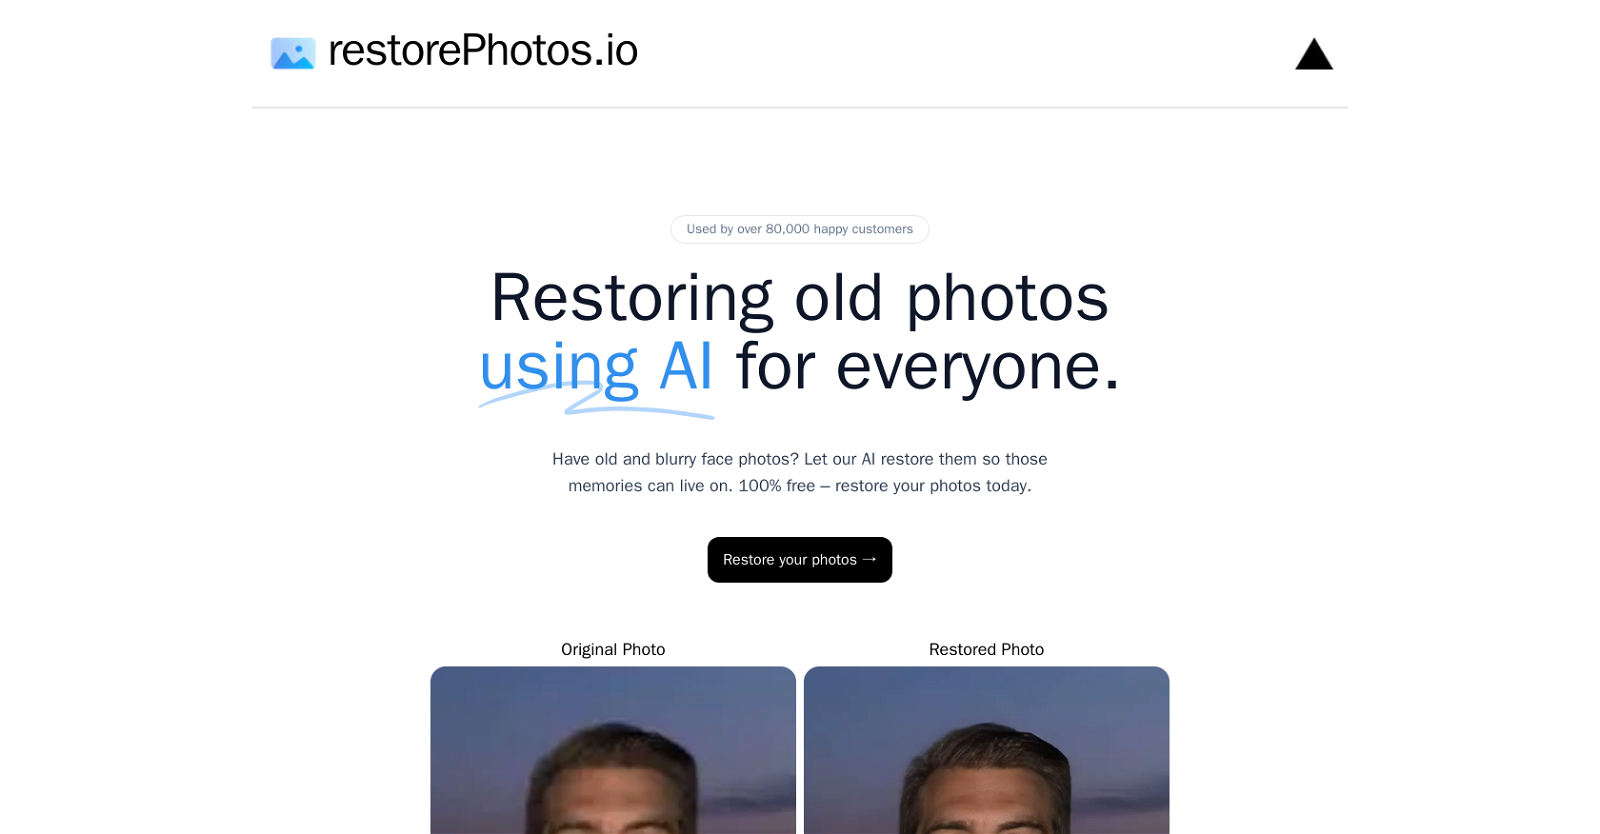 restorePhotos.io
Used by over 80,000 happy customers
Restoring old photos
using AI for everyone.
Have old and blurry face photos? Let our AI restore them so those
memories can live on. 100% free – restore your photos today.
Restore your photos →
Original Photo
Restored Photo